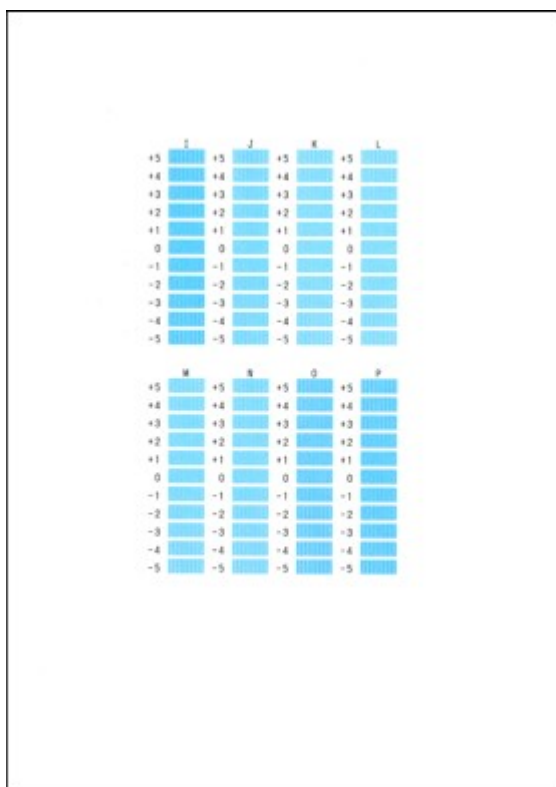 I J K L
+5 +5 +5 +5
+4 +4 +4 +4
+3 +3 +3 +3
+2 +2 +2 +2
+1 +1 +1 +1
0 0 0 0
-1 -1 -1 -1
-2 -2 -2 -2
-3 -3 -3 -3
-4 -4 -4 -4
-5 -5 -5 -5
M N O P
+5 +5 +5 +5
+4 +4 +4 +4
+3 +3 +3 +3
+2 +2 +2 +2
+1 +1 +1 +1
0 0 0 0
-1 -1 -1 -1
-2 -2 -2 -2
-3 -3 -3 -3
-4 -4 -4 -4
-5 -5 -5 -5